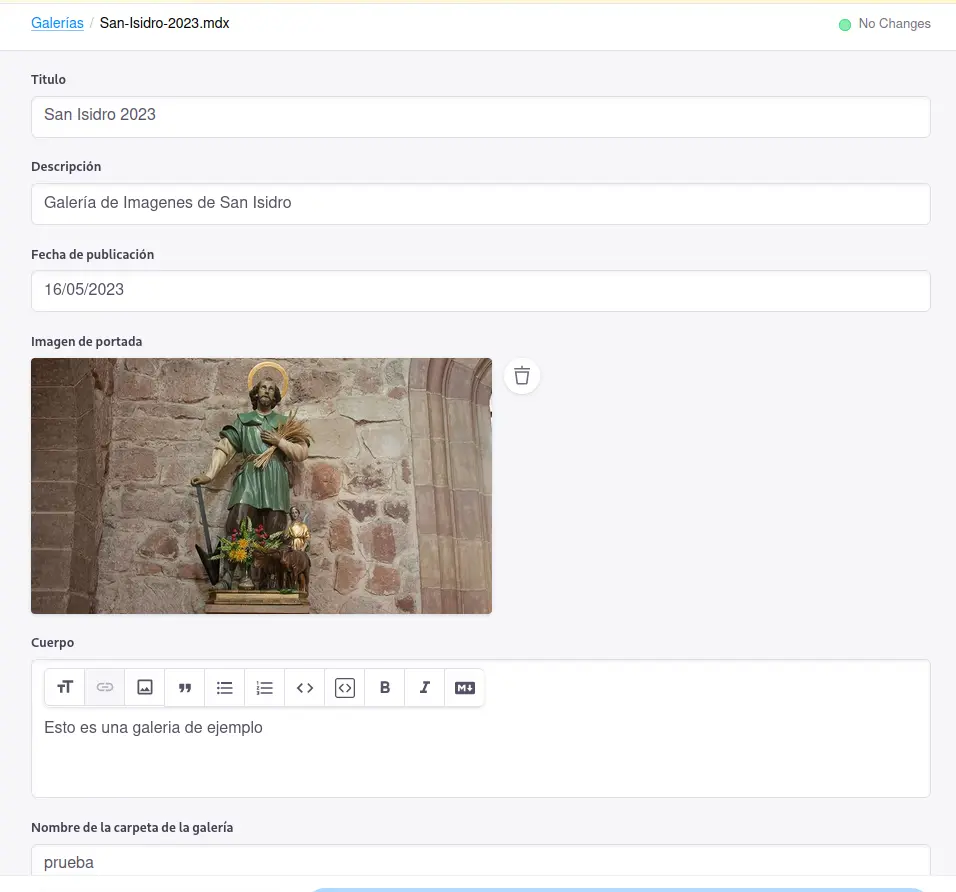 Galerías / San-Isidro-2023.mdx
No Changes
Titulo
San Isidro 2023
Descripción
Galería de Imagenes de San Isidro
Fecha de publicación
16/05/2023
Imagen de portada
Cuerpo
TT
B I M
Esto es una galeria de ejemplo
Nombre de la carpeta de la galería
prueba